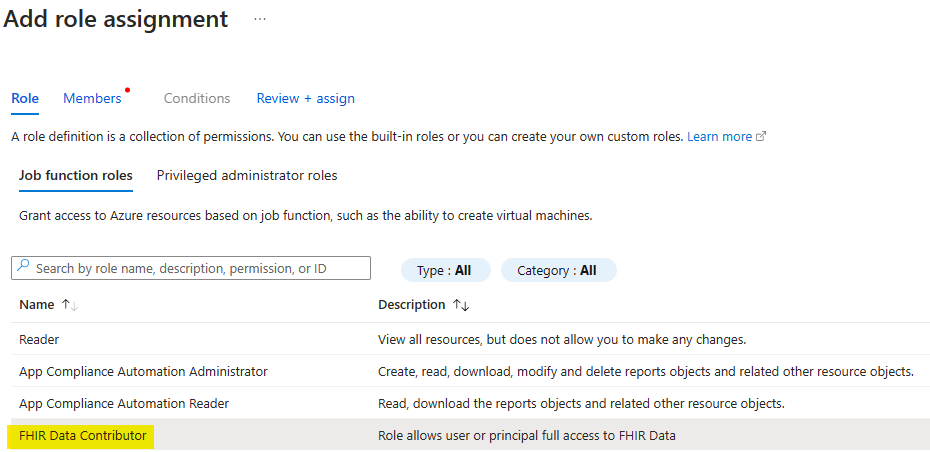 Add role assignment ...
Role Members Conditions Review + assign
A role definition is a collection of permissions. You can use the built-in roles or you can create your own custom roles. Learn more
Job function roles Privileged administrator roles
Grant access to Azure resources based on job function, such as the ability to create virtual machines.
Search by role name, description, permission, or ID Type : All Category : All
Name ↑↓ Description ↑↓
Reader View all resources, but does not allow you to make any changes.
App Compliance Automation Administrator Create, read, download, modify and delete reports objects and related other resource objects.
App Compliance Automation Reader Read, download the reports objects and related other resource objects.
FHIR Data Contributor Role allows user or principal full access to FHIR Data